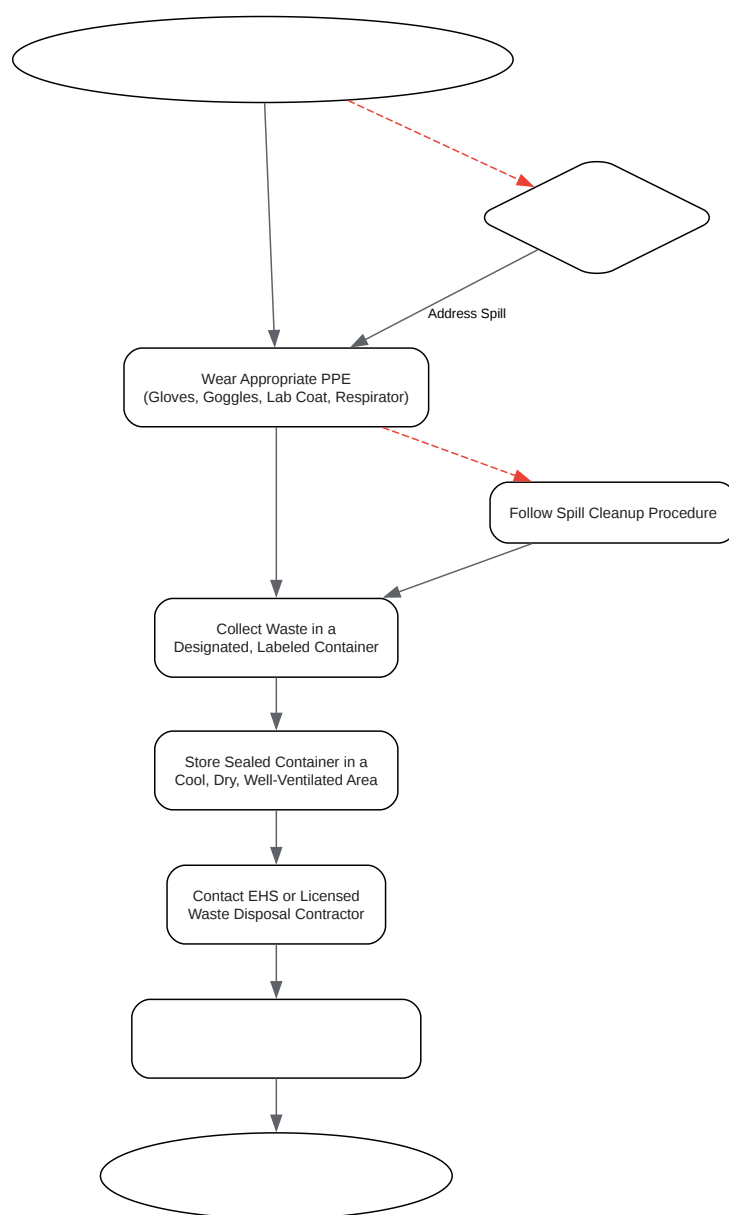 Address Spill
Wear Appropriate PPE
(Gloves, Goggles, Lab Coat, Respirator)
Follow Spill Cleanup Procedure
Collect Waste in a
Designated, Labeled Container
Store Sealed Container in a
Cool, Dry, Well-Ventilated Area
Contact EHS or Licensed
Waste Disposal Contractor